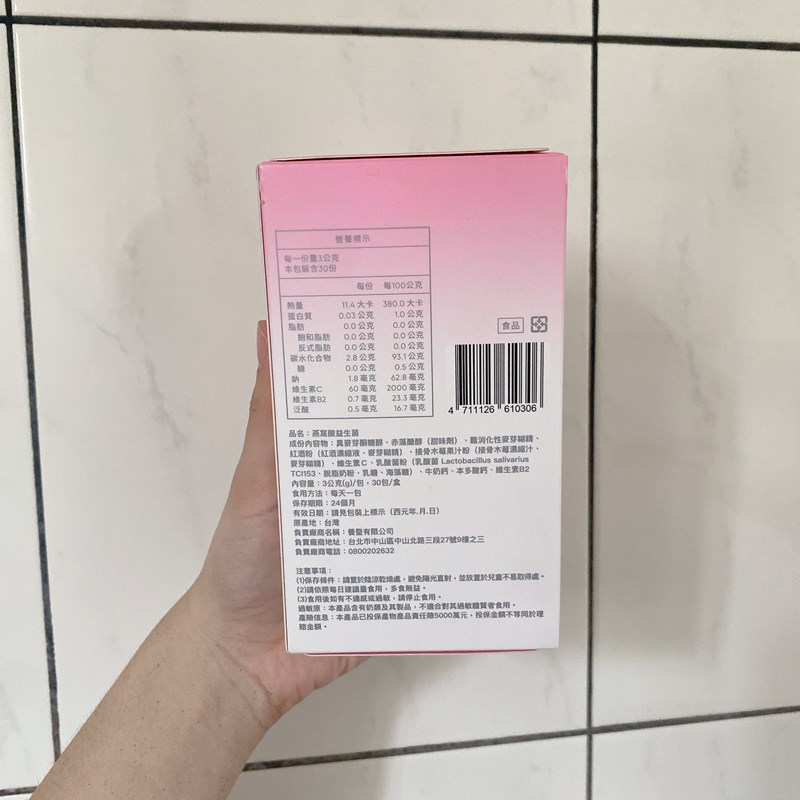 營養標示
每一份量3公克
本包裝含30份
每份 每100公克
熱量 11.4 大卡 380.0 大卡
蛋白質 0.03 公克 1.0 公克
脂肪 0.0 公克 0.0 公克
飽和脂肪 0.0 公克 0.0 公克
反式脂肪 0.0 公克 0.0 公克
碳水化合物 2.8 公克 93.1 公克
糖 0.0 公克 0.5 公克
鈉 1.8 毫克 62.8 毫克
維生素C 60 毫克 2000 毫克
維生素B2 0.7 毫克 23.3 毫克
泛酸 0.5 毫克 16.7 毫克
食品
4 711126 610306
品名：燕窩酸益生菌
成份內容物：異麥芽酮糖醇、赤藻醣醇（甜味劑）、難消化性麥芽糊精、
紅酒粉（紅酒濃縮液、麥芽糊精）、接骨木莓果汁粉（接骨木莓濃縮汁、
麥芽糊精）、維生素C、乳酸菌粉（乳酸菌 Lactobacillus salivarius
TCI153、脫脂奶粉、乳糖、海藻糖）、牛奶鈣、本多酸鈣、維生素B2
內容量：3公克(g)/包，30包/盒
食用方法：每天一包
保存期限：24個月
有效日期：請見包裝上標示（西元年.月.日）
原產地：台灣
負責廠商名稱：養聖有限公司
負責廠商地址：台北市中山區中山北路三段27號9樓之三
負責廠商電話：0800202632
注意事項：
(1)保存條件：請置於陰涼乾燥處，避免陽光直射，並放置於兒童不易取得處。
(2)請依照每日建議量食用，多食無益。
(3)食用後如有不適感或過敏，請停止食用。
過敏原：本產品含有奶類及其製品，不適合對其過敏體質者食用。
產險信息：本產品已投保產物產品責任險5000萬元，投保金額不等同於理
賠金額。